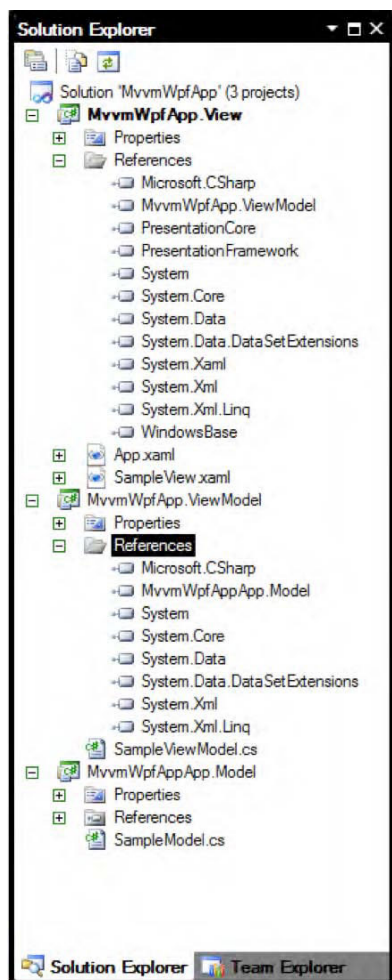 Solution Explorer
Solution 'MvvmWpfApp' (3 projects)
MvvmWpfApp.View
Properties
References
Microsoft.CSharp
MvvmWpfApp.ViewModel
PresentationCore
PresentationFramework
System
System.Core
System.Data
System.Data.DataSetExtensions
System.Xaml
System.Xml
System.Xml.Linq
WindowsBase
App.xaml
SampleView.xaml
MvvmWpfApp.ViewModel
Properties
References
Microsoft.CSharp
MvvmWpfAppApp.Model
System
System.Core
System.Data
System.Data.DataSetExtensions
System.Xml
System.Xml.Linq
SampleViewModel.cs
MvvmWpfAppApp.Model
Properties
References
SampleModel.cs
Solution Explorer Team Explorer